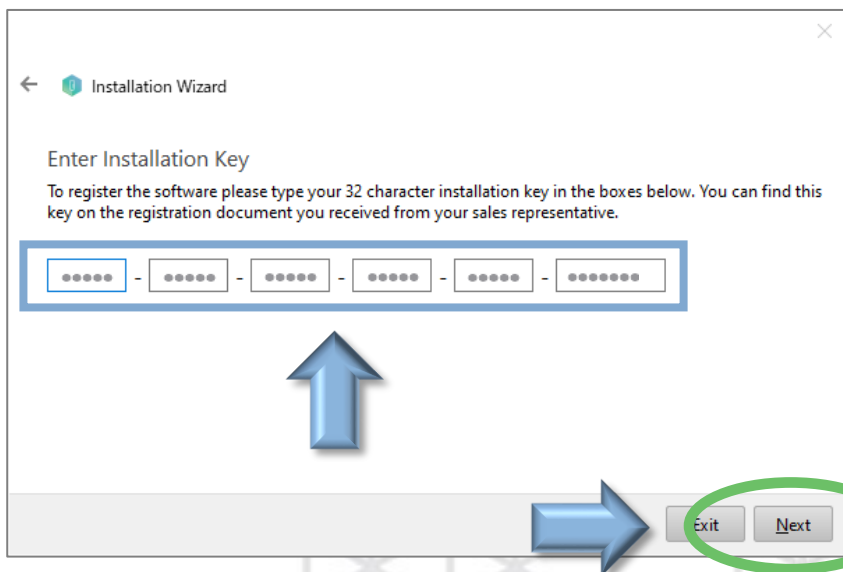 Installation Wizard
Enter Installation Key
To register the software please type your 32 character installation key in the boxes below. You can find this
key on the registration document you received from your sales representative.
- - - - -
Exit
Next